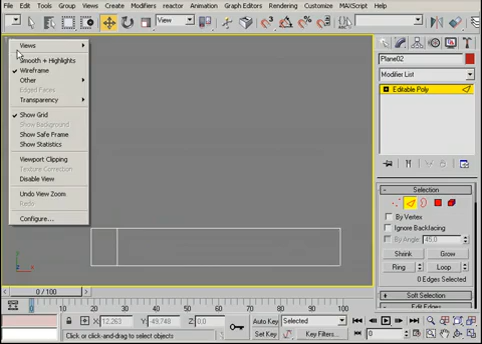 File Edit Tools Group Views Create Modifiers reactor Animation Graph Editors Rendering Customize MAXScript Help
View
Views
Smooth + Highlights
Wireframe
Other
Edged Faces
Transparency
Show Grid
Show Background
Show Safe Frame
Show Statistics
Viewport Clipping
Texture Correction
Disable View
Undo View Zoom
Redo
Configure...
Plane02
Modifier List
Editable Poly
Selection
By Vertex
Ignore Backfacing
By Angle: 45.0
Shrink Grow
Ring Loop
0 Edges Selected
Soft Selection
Edit Edges
0 / 100
0 10 20 30 40 50 60 70 80 90 100
X: 12.263 Y: -49.748 Z: 0.0
Auto Key Selected
Click or click-and-drag to select objects
Set Key Key Filters... 0